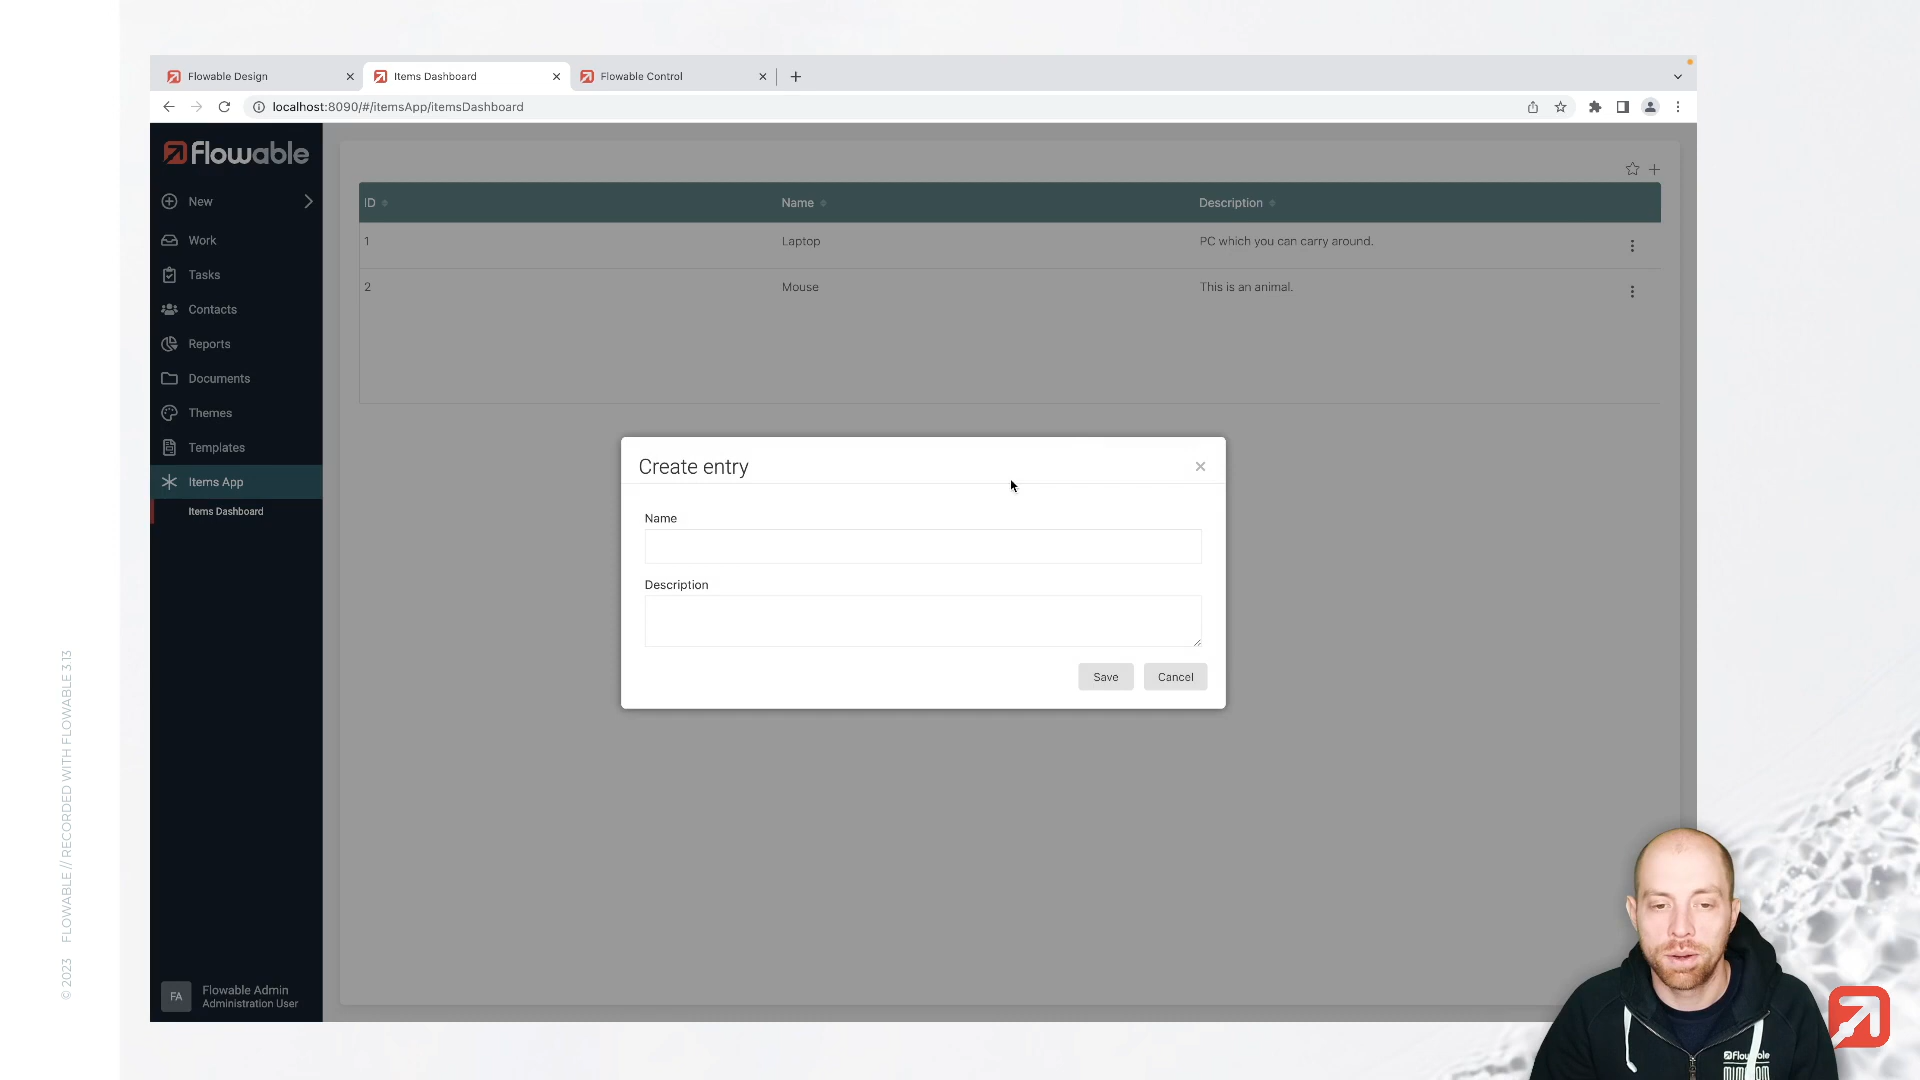 Flowable Design
Items Dashboard
Flowable Control
localhost:8090/#/itemsApp/itemsDashboard
Flowable
New
Work
Tasks
Contacts
Reports
Documents
Themes
Templates
Items App
Items Dashboard
ID
Name
Description
1
Laptop
PC which you can carry around.
2
Mouse
This is an animal.
Create entry
Name
Description
Save
Cancel
FA
Flowable Admin
Administration User
© 2023 FLOWABLE // RECORDED WITH FLOWABLE 3.13
Flowable